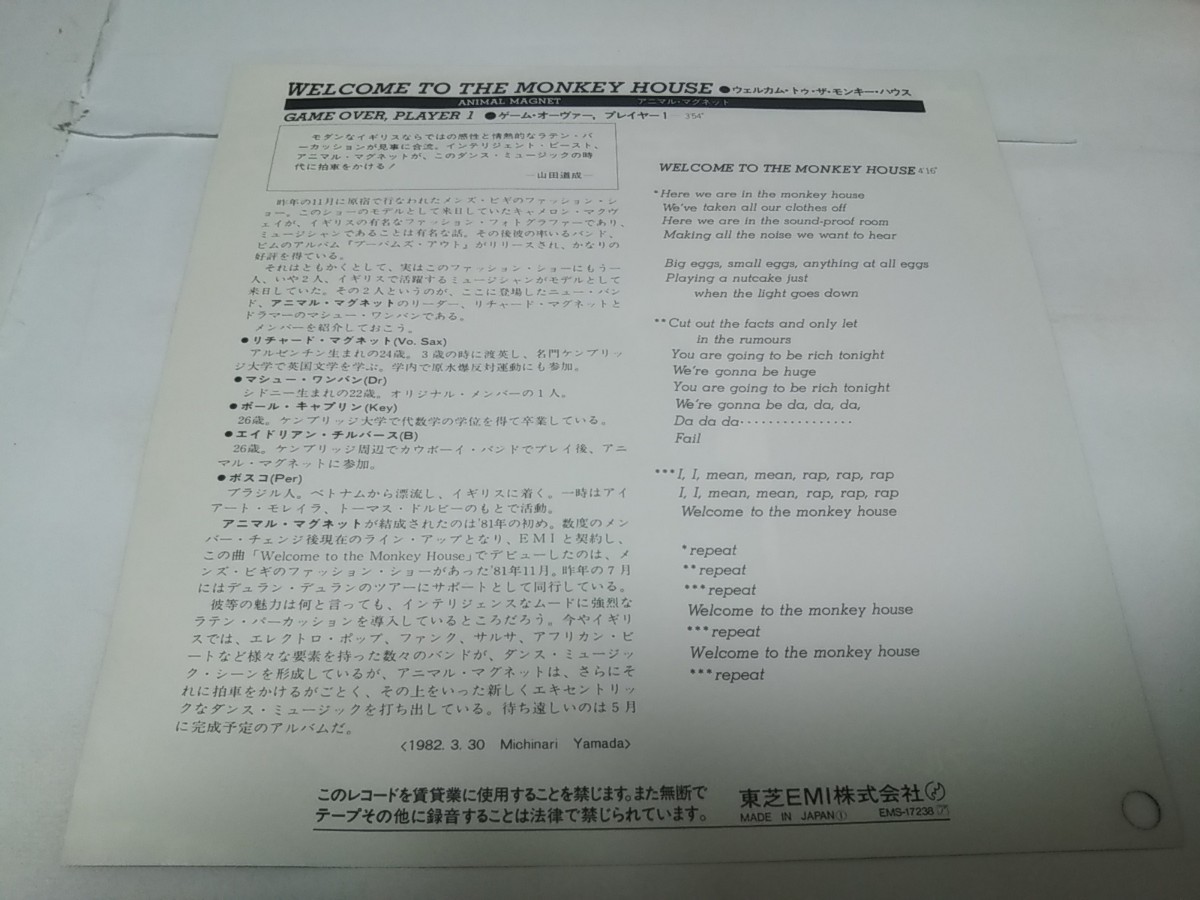 WELCOME TO THE MONKEY HOUSE ●ウェルカム・トゥ・ザ・モンキー・ハウス
ANIMAL MAGNET アニマル・マグネット
GAME OVER, PLAYER 1 ●ゲーム・オーヴァー,プレイヤー1 3'54"
モダンなイギリスならではの感性と情熱的なラテン・パ
ーカッションが見事に合流。インテリジェント・ビースト、
アニマル・マグネットが、このダンス・ミュージックの時
代に拍車をかける!
—山田道成—
昨年の11月に原宿で行なわれたメンズ・ビギのファッション・シ
ョー。このショーのモデルとして来日していたキャメロン・マクヴ
ェイが、イギリスの有名なファッション・フォトグラファーであり、
ミュージシャンであることは有名な話。その後彼の率いるバンド、
ビムのアルバム『ブーバムズ・アウト』がリリースされ、かなりの
好評を得ている。
それはともかくとして、実はこのファッション・ショーにもう一
人、いや2人、イギリスで活躍するミュージシャンがモデルとして
来日していた。その2人というのが、ここに登場したニュー・バン
ド、アニマル・マグネットのリーダー、リチャード・マグネットと
ドラマーのマシュー・ワンパンである。
メンバーを紹介しておこう。
●リチャード・マグネット(Vo. Sax)
アルゼンチン生まれの24歳。3歳の時に渡英し、名門ケンブリッ
ジ大学で英国文学を学ぶ。学内で原水爆反対運動にも参加。
●マシュー・ワンパン(Dr)
シドニー生まれの22歳。オリジナル・メンバーの1人。
●ポール・キャプリン(Key)
26歳。ケンブリッジ大学で代数学の学位を得て卒業している。
●エイドリアン・チルバース(B)
26歳。ケンブリッジ周辺でカウボーイ・バンドでプレイ後、アニ
マル・マグネットに参加。
●ボスコ(Per)
ブラジル人。ベトナムから漂流し、イギリスに着く。一時はアイ
アート・モレイラ、トーマス・ドルビーのもとで活動。
アニマル・マグネットが結成されたのは'81年の初め。数度のメン
バー・チェンジ後現在のライン・アップとなり、EMIと契約し、
この曲「Welcome to the Monkey House」でデビューしたのは、メ
ンズ・ビギのファッション・ショーがあった'81年11月。昨年の7月
にはデュラン・デュランのツアーにサポートとして同行している。
彼等の魅力は何と言っても、インテリジェンスなムードに強烈な
ラテン・パーカッションを導入しているところだろう。今やイギリ
スでは、エレクトロ・ポップ、ファンク、サルサ、アフリカン・ビ
ートなど様々な要素を持った数々のバンドが、ダンス・ミュージッ
ク・シーンを形成しているが、アニマル・マグネットは、さらにそ
れに拍車をかけるがごとく、その上をいった新しくエキセントリッ
クなダンス・ミュージックを打ち出している。待ち遠しいのは5月
に完成予定のアルバムだ。
<1982. 3. 30 Michinari Yamada>
WELCOME TO THE MONKEY HOUSE 4'16"
*Here we are in the monkey house
We've taken all our clothes off
Here we are in the sound-proof room
Making all the noise we want to hear
Big eggs, small eggs, anything at all eggs
Playing a nutcake just
when the light goes down
**Cut out the facts and only let
in the rumours
You are going to be rich tonight
We're gonna be huge
You are going to be rich tonight
We're gonna be da, da, da,
Da da da················
Fail
***I, I, mean, mean, rap, rap, rap
I, I, mean, mean, rap, rap, rap
Welcome to the monkey house
*repeat
**repeat
***repeat
Welcome to the monkey house
***repeat
Welcome to the monkey house
***repeat
このレコードを賃貸業に使用することを禁じます。また無断で
テープその他に録音することは法律で禁じられています。
東芝EMI株式会社
MADE IN JAPAN① EMS-17238